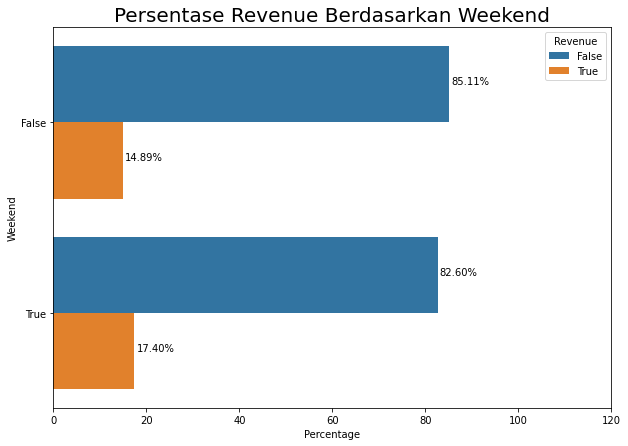 Persentase Revenue Berdasarkan Weekend
Revenue
False
True
85.11%
False
14.89%
Weekend
82.60%
True
17.40%
0 20 40 60 80 100 120
Percentage